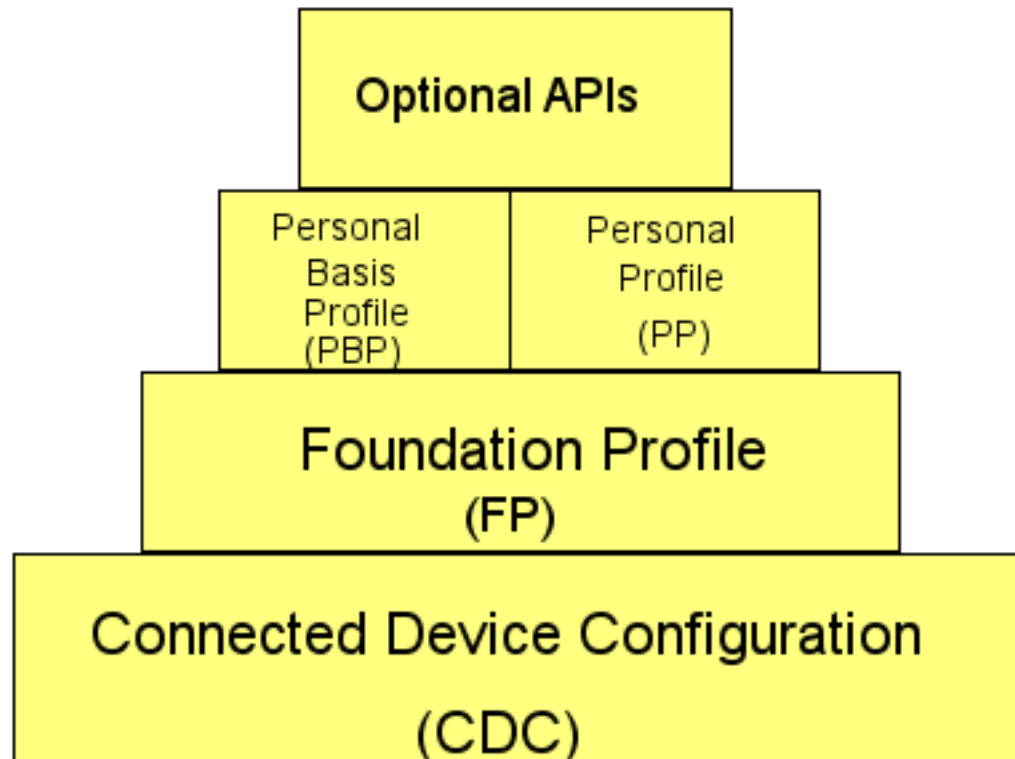 Optional APIs
Personal
Basis
Profile
(PBP)
Personal
Profile
(PP)
Foundation Profile
(FP)
Connected Device Configuration
(CDC)